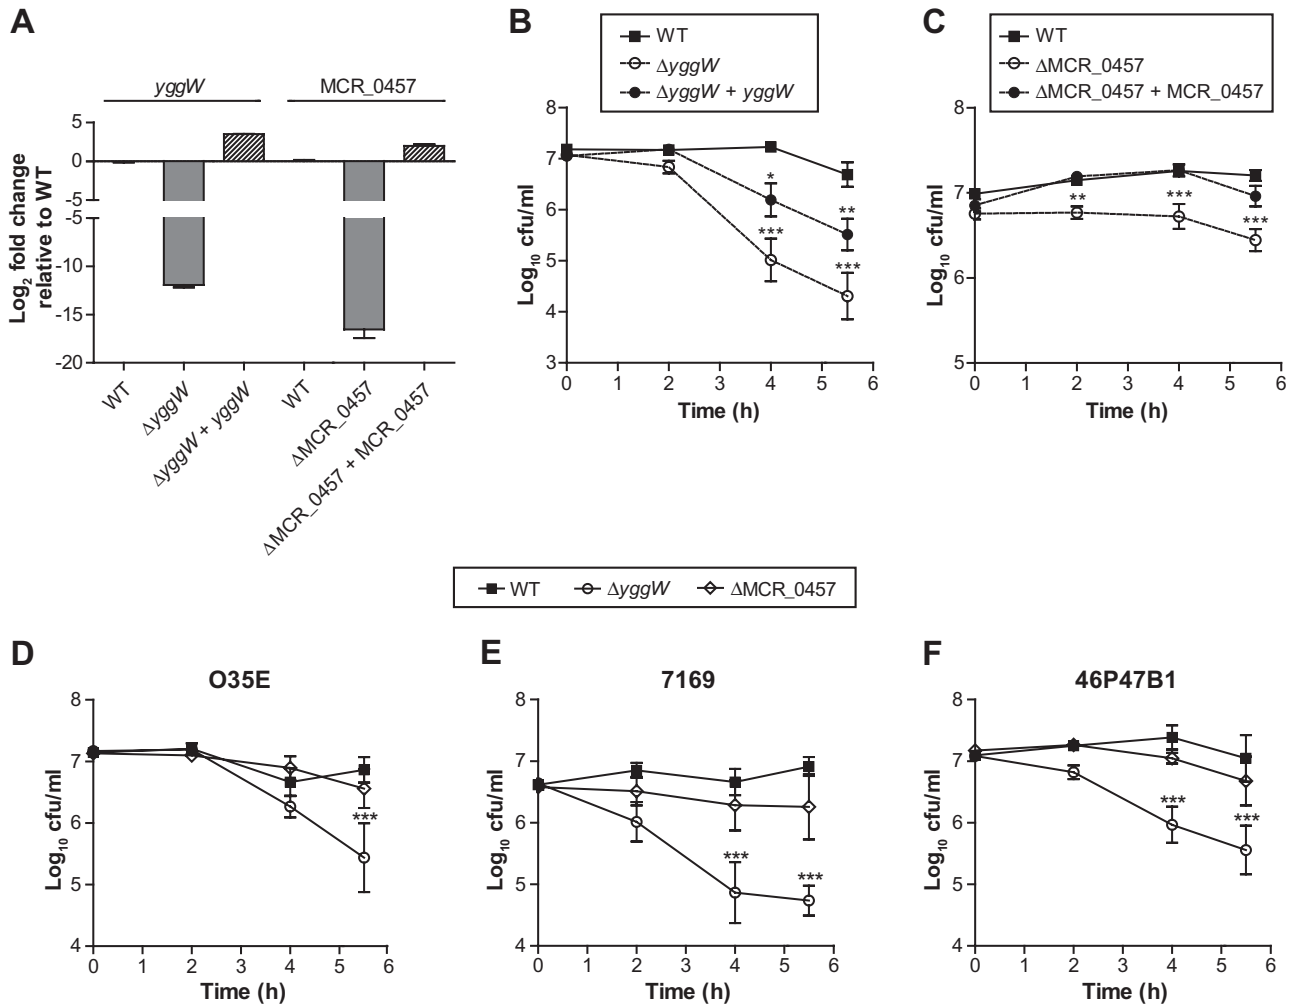 A
yggW
MCR_0457
Log2 fold change
relative to WT
5
0
-5
-5
-10
-15
-20
WT
ΔyggW
ΔyggW + yggW
WT
ΔMCR_0457
ΔMCR_0457 + MCR_0457
B
WT
ΔyggW
ΔyggW + yggW
Log10 cfu/ml
8
7
6
5
4
3
*
**
***
***
0 1 2 3 4 5 6
Time (h)
C
WT
ΔMCR_0457
ΔMCR_0457 + MCR_0457
Log10 cfu/ml
8
7
6
5
**
***
***
0 1 2 3 4 5 6
Time (h)
WT ΔyggW ΔMCR_0457
D
O35E
Log10 cfu/ml
8
7
6
5
4
***
0 1 2 3 4 5 6
Time (h)
E
7169
Log10 cfu/ml
8
7
6
5
4
***
***
0 1 2 3 4 5 6
Time (h)
F
46P47B1
Log10 cfu/ml
8
7
6
5
4
***
***
0 1 2 3 4 5 6
Time (h)